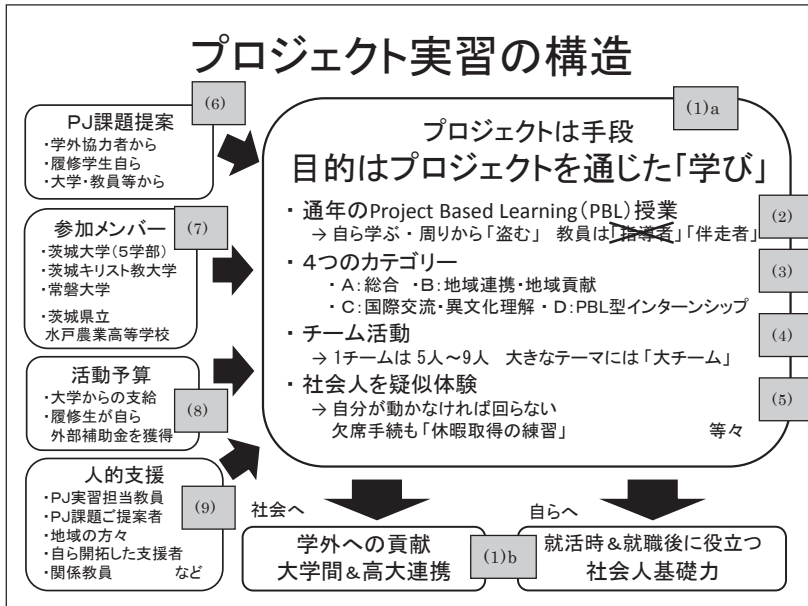 プロジェクト実習の構造
(6)
PJ課題提案
・学外協力者から
・履修学生自ら
・大学・教員等から
(7)
参加メンバー
・茨城大学(5学部)
・茨城キリスト教大学
・常磐大学
・茨城県立
水戸農業高等学校
活動予算
(8)
・大学からの支給
・履修生が自ら
外部補助金を獲得
人的支援
(9)
・PJ実習担当教員
・PJ課題ご提案者
・地域の方々
・自ら開拓した支援者
・関係教員 など
(1)a
プロジェクトは手段
目的はプロジェクトを通じた「学び」
・通年のProject Based Learning(PBL)授業
(2)
→ 自ら学ぶ・周りから「盗む」 教員は「指導者」「伴走者」
・4つのカテゴリー
(3)
・A:総合 ・B:地域連携・地域貢献
・C:国際交流・異文化理解 ・D:PBL型インターンシップ
・チーム活動
(4)
→ 1チームは 5人～9人 大きなテーマには「大チーム」
・社会人を疑似体験
(5)
→ 自分が動かなければ回らない
欠席手続も「休暇取得の練習」 等々
社会へ
自らへ
学外への貢献
大学間&高大連携
(1)b
就活時&就職後に役立つ
社会人基礎力